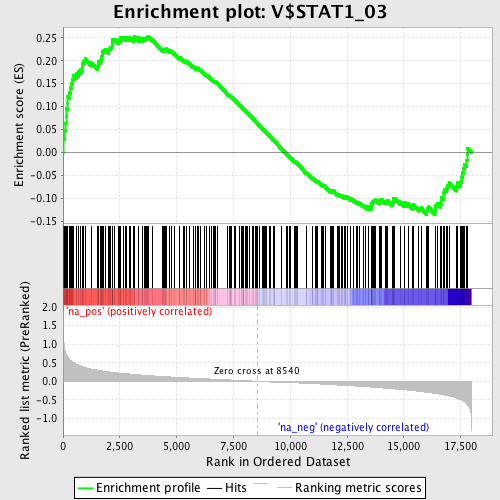 Enrichment plot: V$STAT1_03
Enrichment score (ES)
0.25
0.20
0.15
0.10
0.05
0.00
-0.05
-0.10
-0.15
'na_pos' (positively correlated)
Ranked list metric (PreRanked)
2.0
1.5
1.0
0.5
0.0
-0.5
-1.0
Zero cross at 8540
'na_neg' (negatively correlated)
0
2,500
5,000
7,500
10,000
12,500
15,000
17,500
Rank in Ordered Dataset
Enrichment profile
Hits
Ranking metric scores